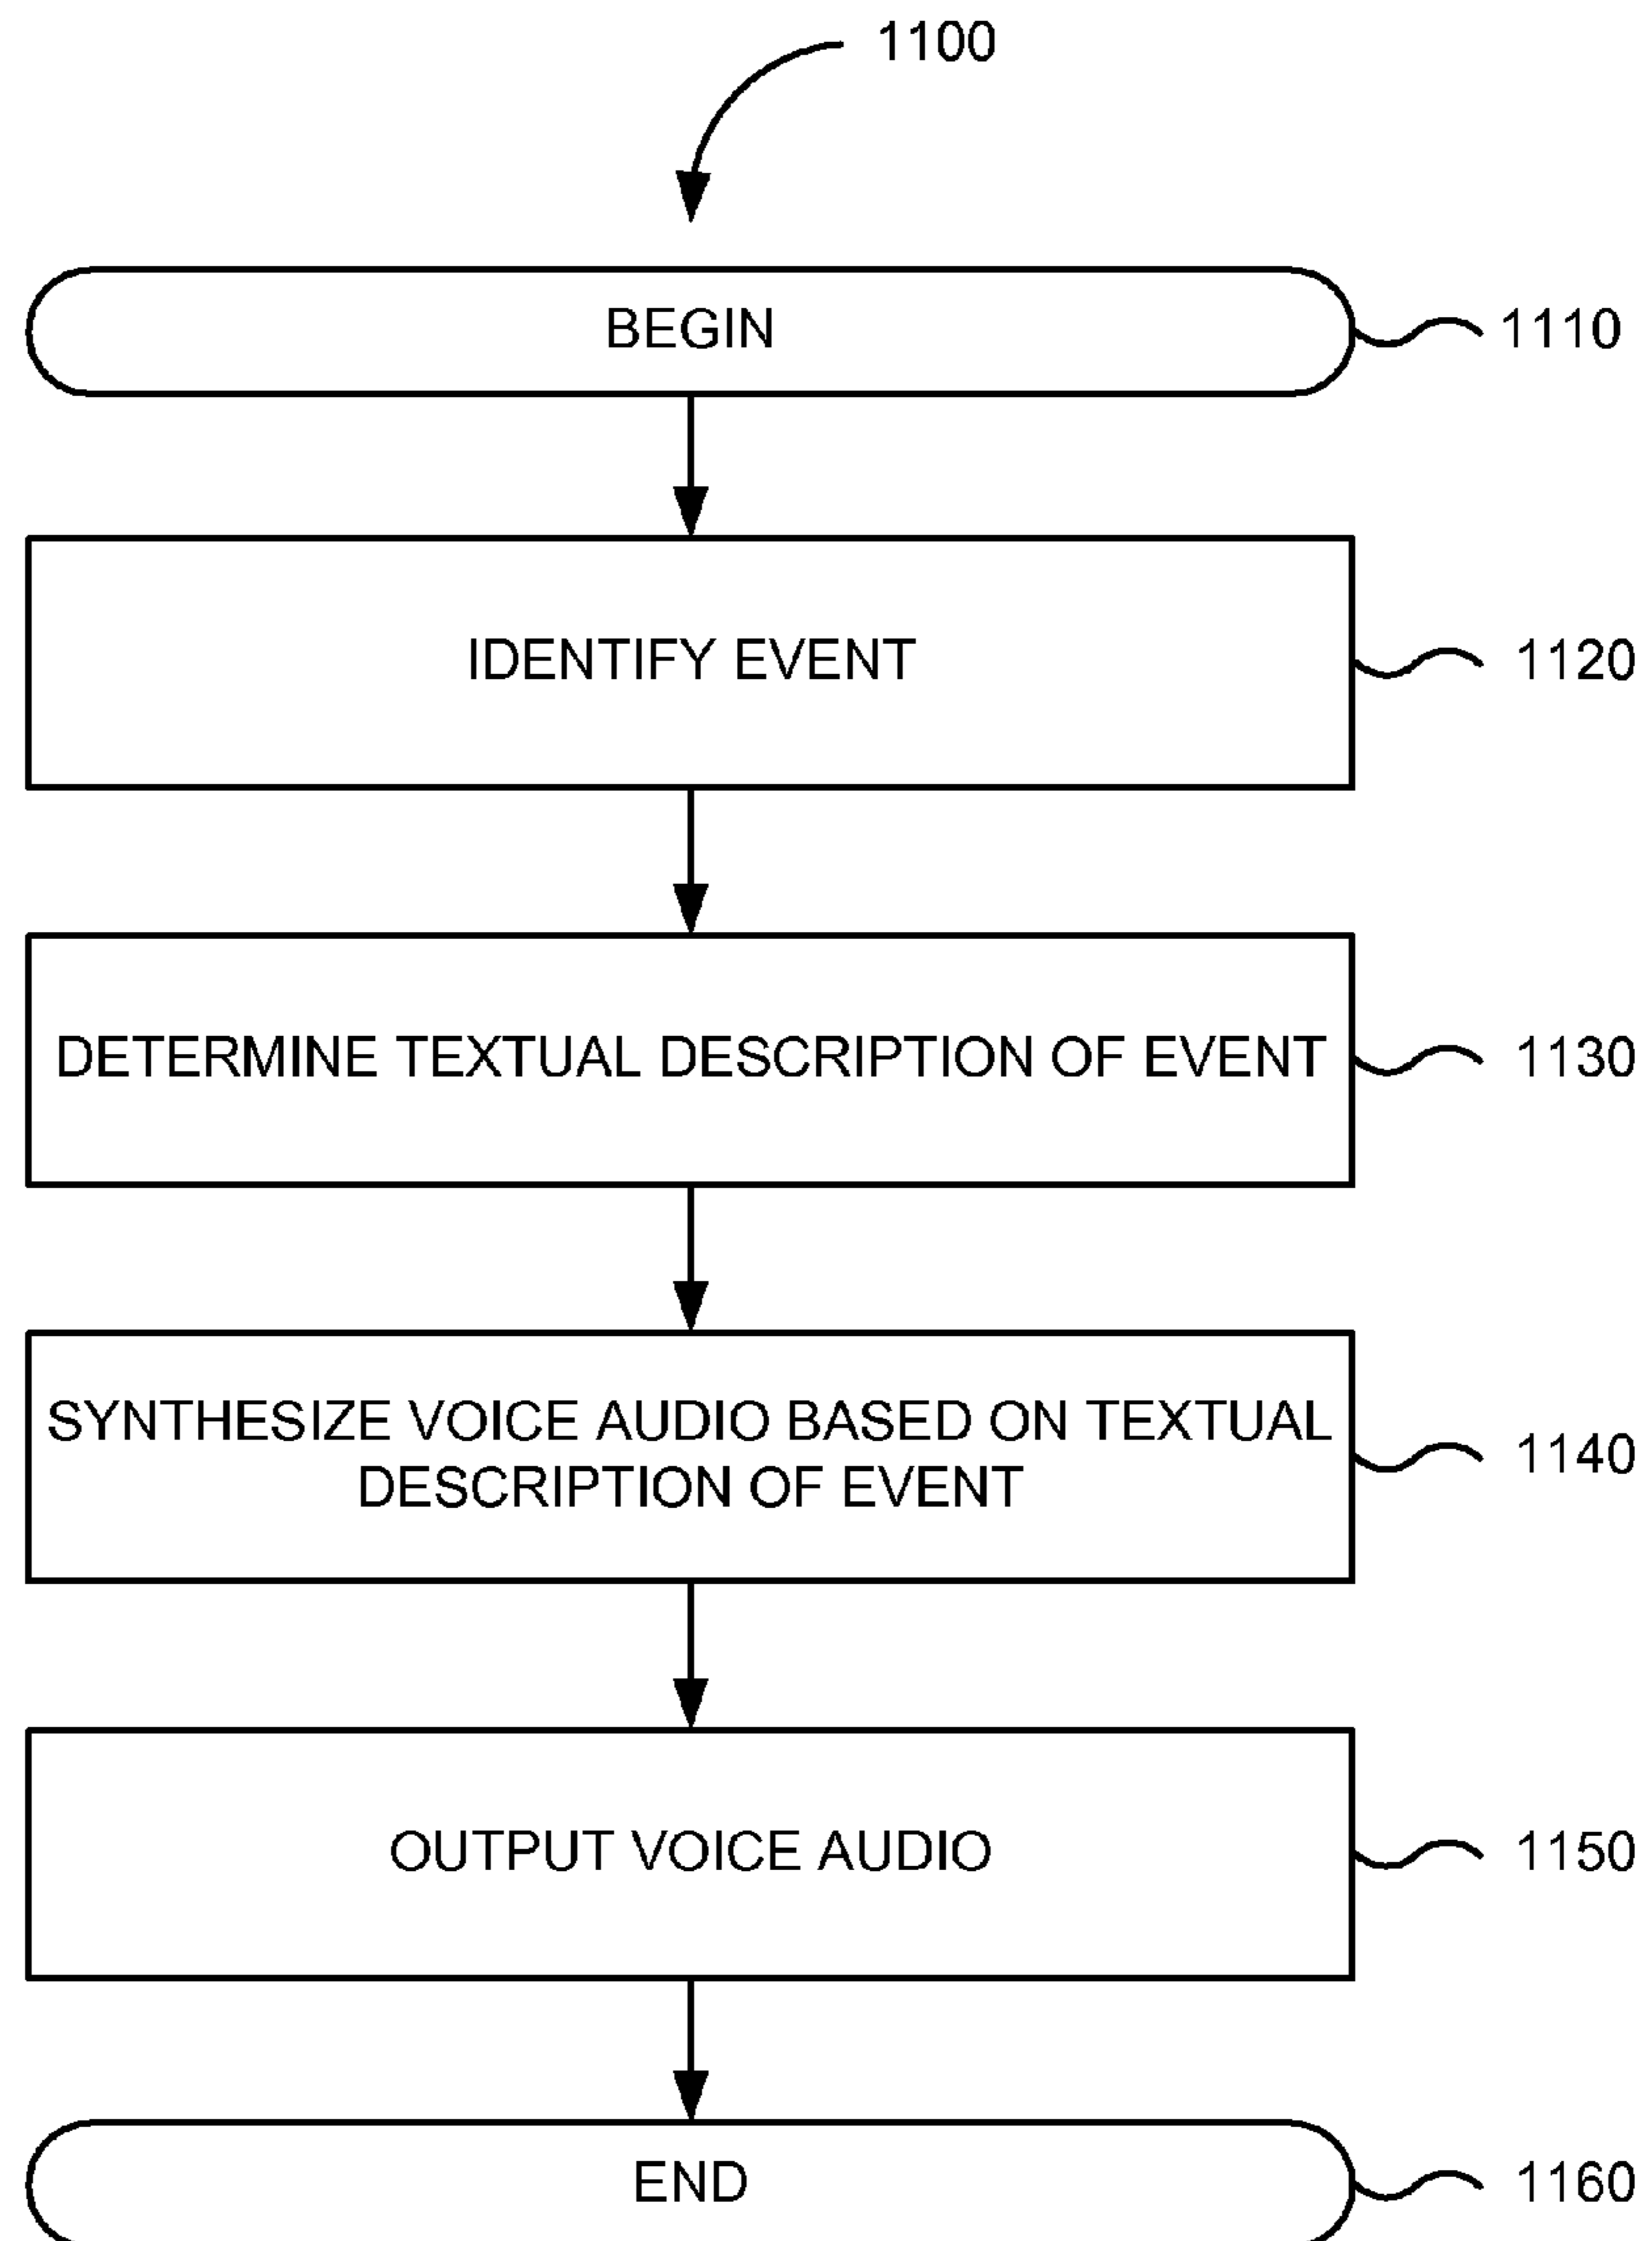 1100
BEGIN
1110
IDENTIFY EVENT
1120
DETERMINE TEXTUAL DESCRIPTION OF EVENT
1130
SYNTHESIZE VOICE AUDIO BASED ON TEXTUAL
DESCRIPTION OF EVENT
1140
OUTPUT VOICE AUDIO
1150
END
1160